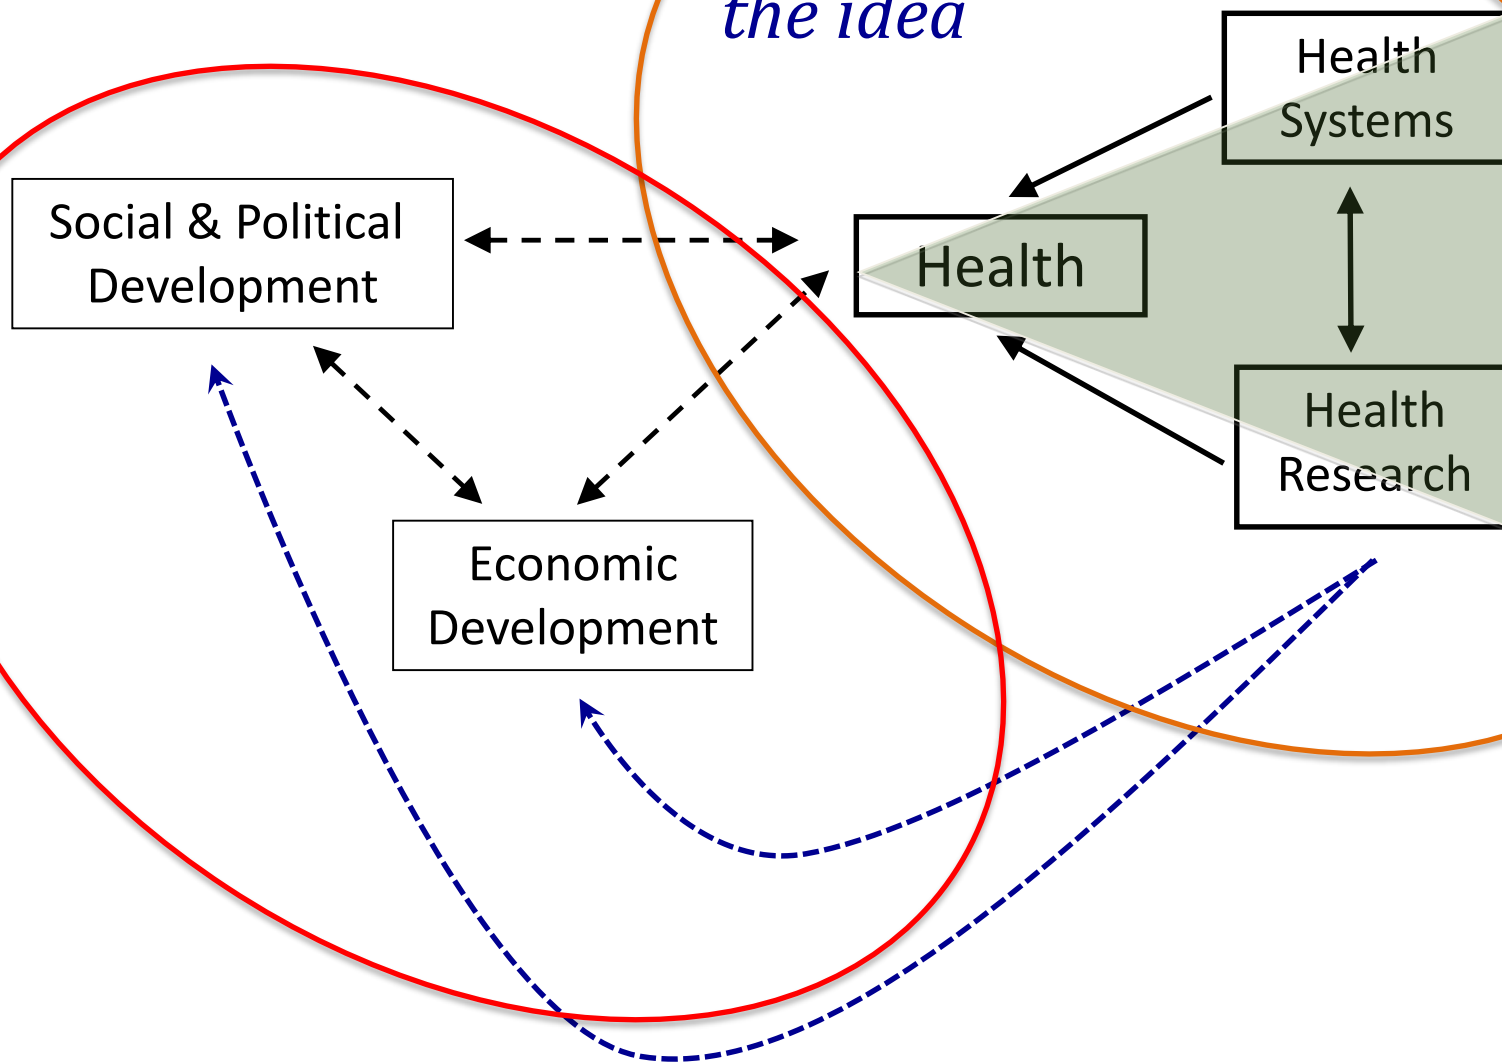 the idea
Health
Systems
Social & Political
Development
Health
Health
Research
Economic
Development